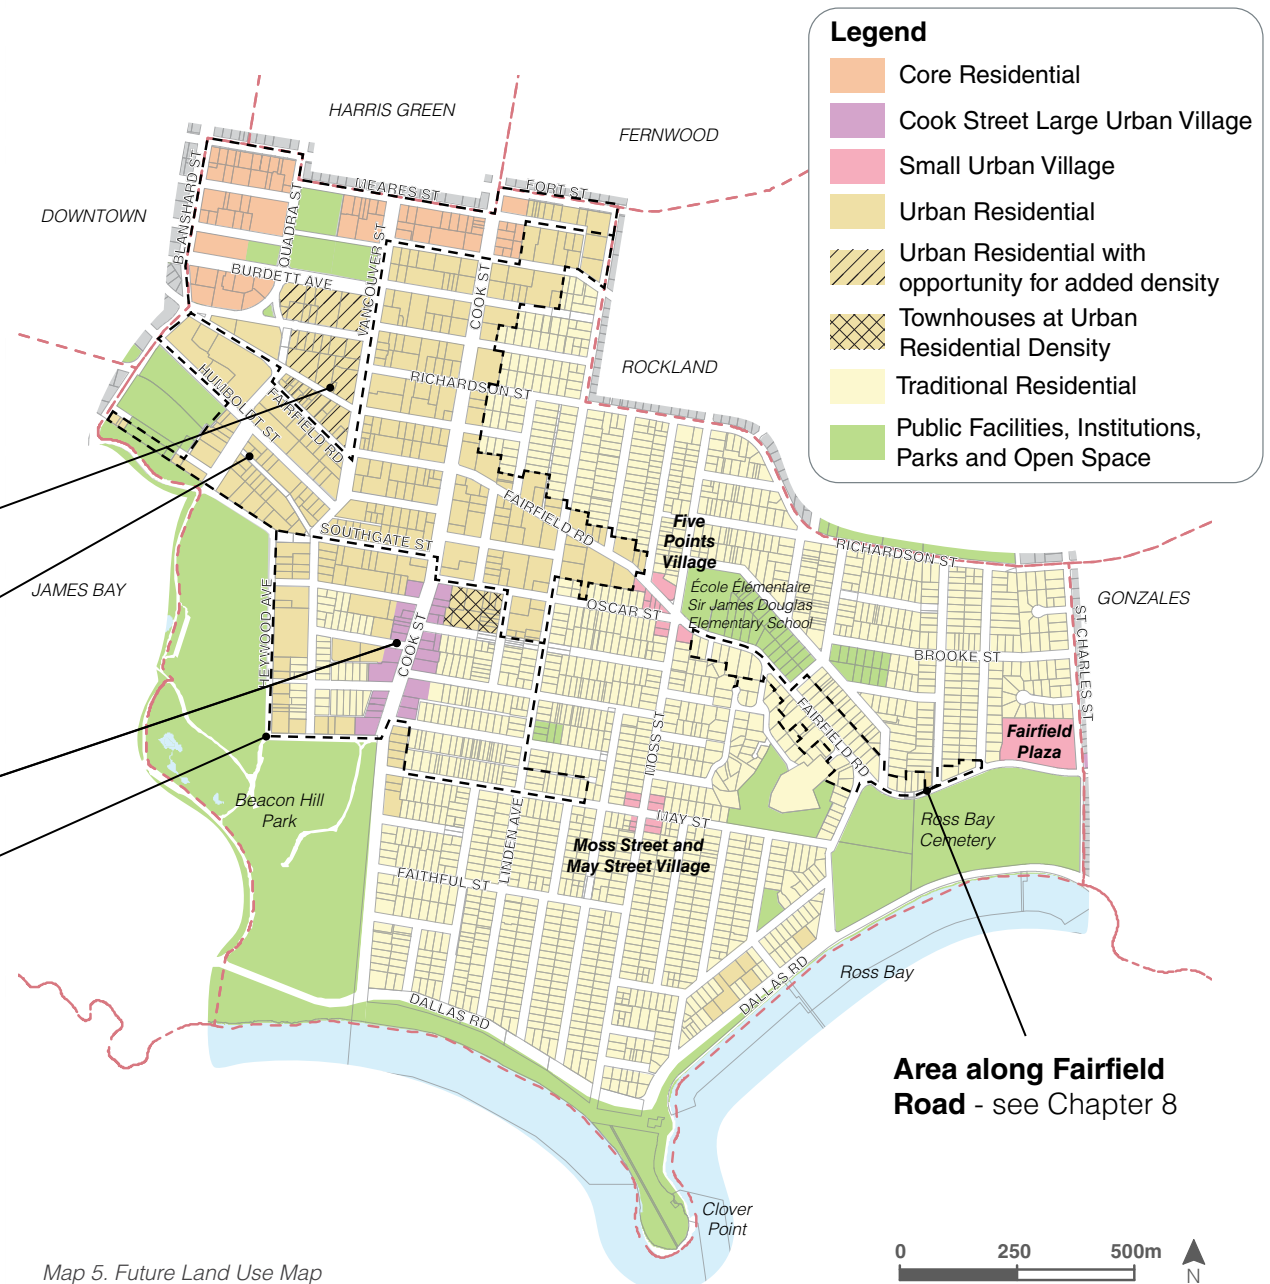 Legend
Core Residential
Cook Street Large Urban Village
Small Urban Village
Urban Residential
Urban Residential with
opportunity for added density
Townhouses at Urban
Residential Density
Traditional Residential
Public Facilities, Institutions,
Parks and Open Space
HARRIS GREEN
FERNWOOD
DOWNTOWN
BLANSHARD ST
QUADRA ST
MEARES ST
FORT ST
VANCOUVER ST
BURDETT AVE
COOK ST
ROCKLAND
RICHARDSON ST
HUMBOLDT ST
FAIRFIELD RD
FAIRFIELD RD
SOUTHGATE ST
Five
Points
Village
RICHARDSON ST
JAMES BAY
École Élémentaire
Sir James Douglas
Elementary School
GONZALES
HEYWOOD AVE
OSCAR ST
COOK ST
BROOKE ST
ST CHARLES ST
MOSS ST
FAIRFIELD RD
Fairfield
Plaza
Beacon Hill
Park
LINDEN AVE
MAY ST
Ross Bay
Cemetery
Moss Street and
May Street Village
FAITHFUL ST
DALLAS RD
DALLAS RD
Ross Bay
Area along Fairfield
Road - see Chapter 8
Clover
Point
0 250 500m
N
Map 5. Future Land Use Map